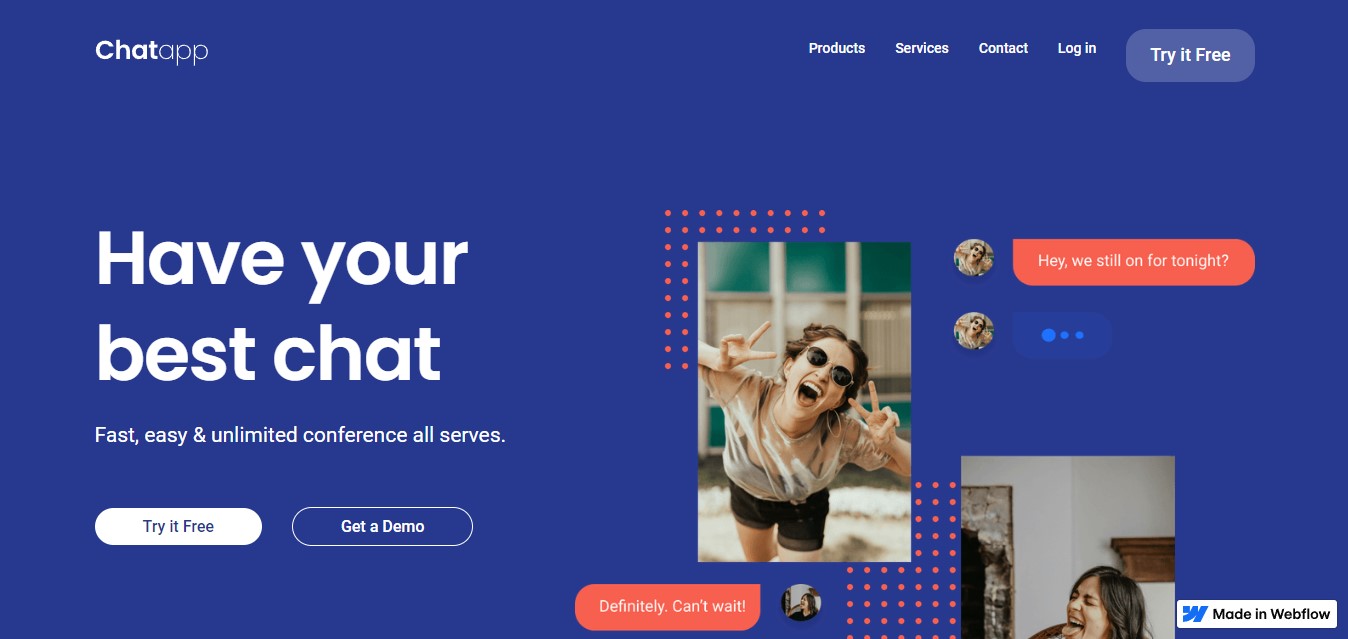 Chatapp
Products
Services
Contact
Log in
Try it Free
Have your
best chat
Fast, easy & unlimited conference all serves.
Try it Free
Get a Demo
Hey, we still on for tonight?
Definitely. Can't wait!
Made in Webflow